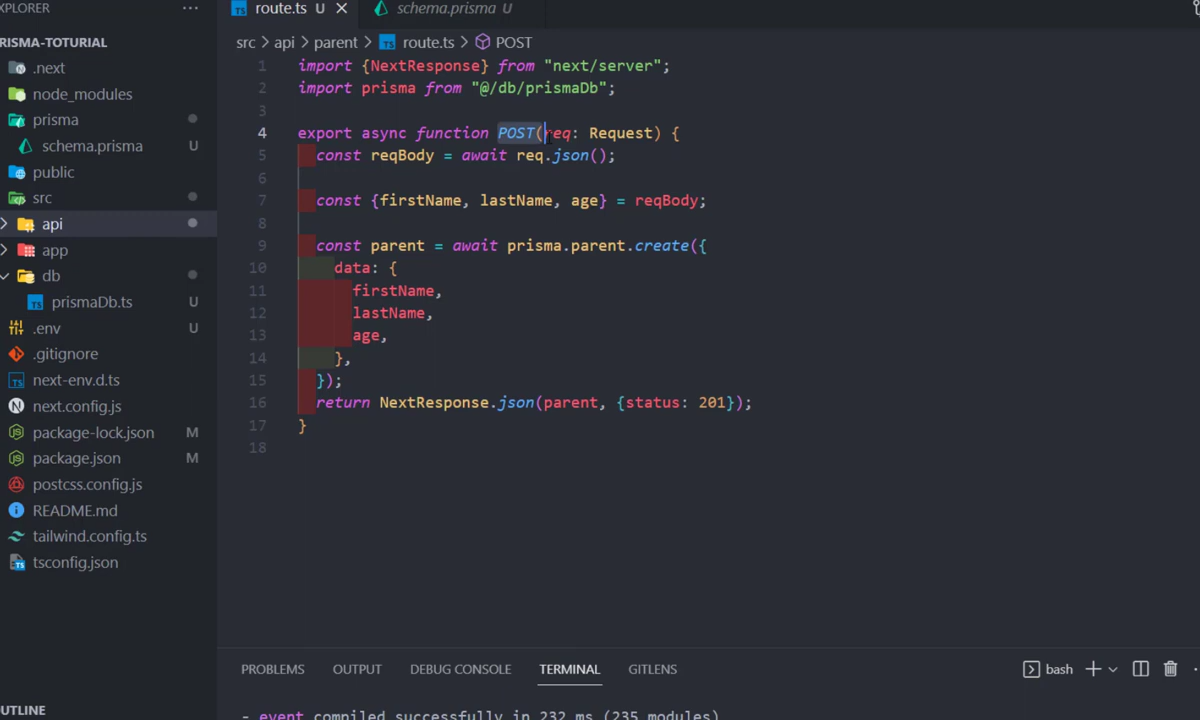 XPLORER ...
route.ts U
schema.prisma U
RISMA-TOTURIAL
.next
node_modules
prisma
schema.prisma U
public
src
api
app
db
prismaDb.ts U
.env U
.gitignore
next-env.d.ts
next.config.js
package-lock.json M
package.json M
postcss.config.js
README.md
tailwind.config.ts
tsconfig.json
UTLINE
src > api > parent > TS route.ts > POST
1 import {NextResponse} from "next/server";
2 import prisma from "@/db/prismaDb";
3
4 export async function POST(req: Request) {
5 const reqBody = await req.json();
6
7 const {firstName, lastName, age} = reqBody;
8
9 const parent = await prisma.parent.create({
10 data: {
11 firstName,
12 lastName,
13 age,
14 },
15 });
16 return NextResponse.json(parent, {status: 201});
17 }
18
PROBLEMS OUTPUT DEBUG CONSOLE TERMINAL GITLENS bash
- event compiled successfully in 232 ms (235 modules)